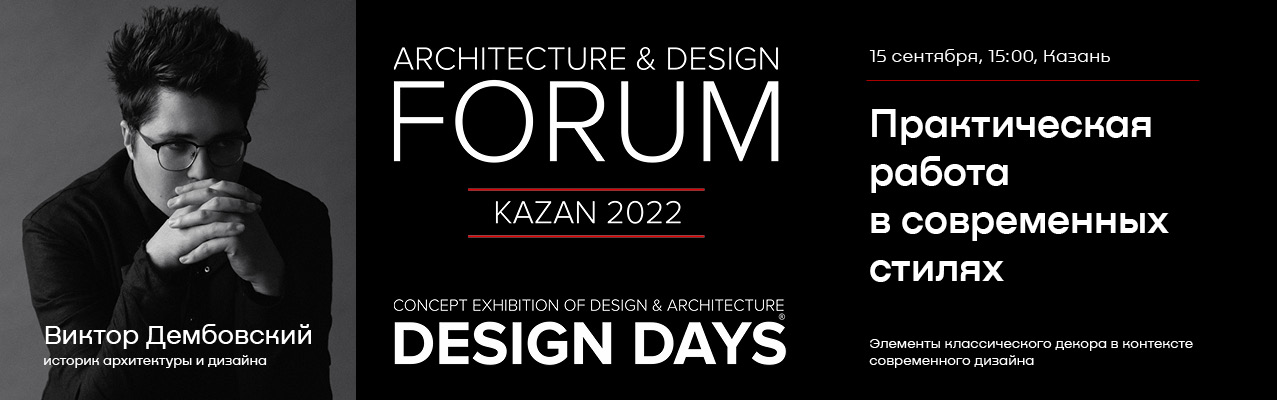 Виктор Дембовский
историк архитектуры и дизайна
ARCHITECTURE & DESIGN
FORUM
KAZAN 2022
CONCEPT EXHIBITION OF DESIGN & ARCHITECTURE
DESIGN DAYS®
15 сентября, 15:00, Казань
Практическая
работа
в современных
стилях
Элементы классического декора в контексте
современного дизайна